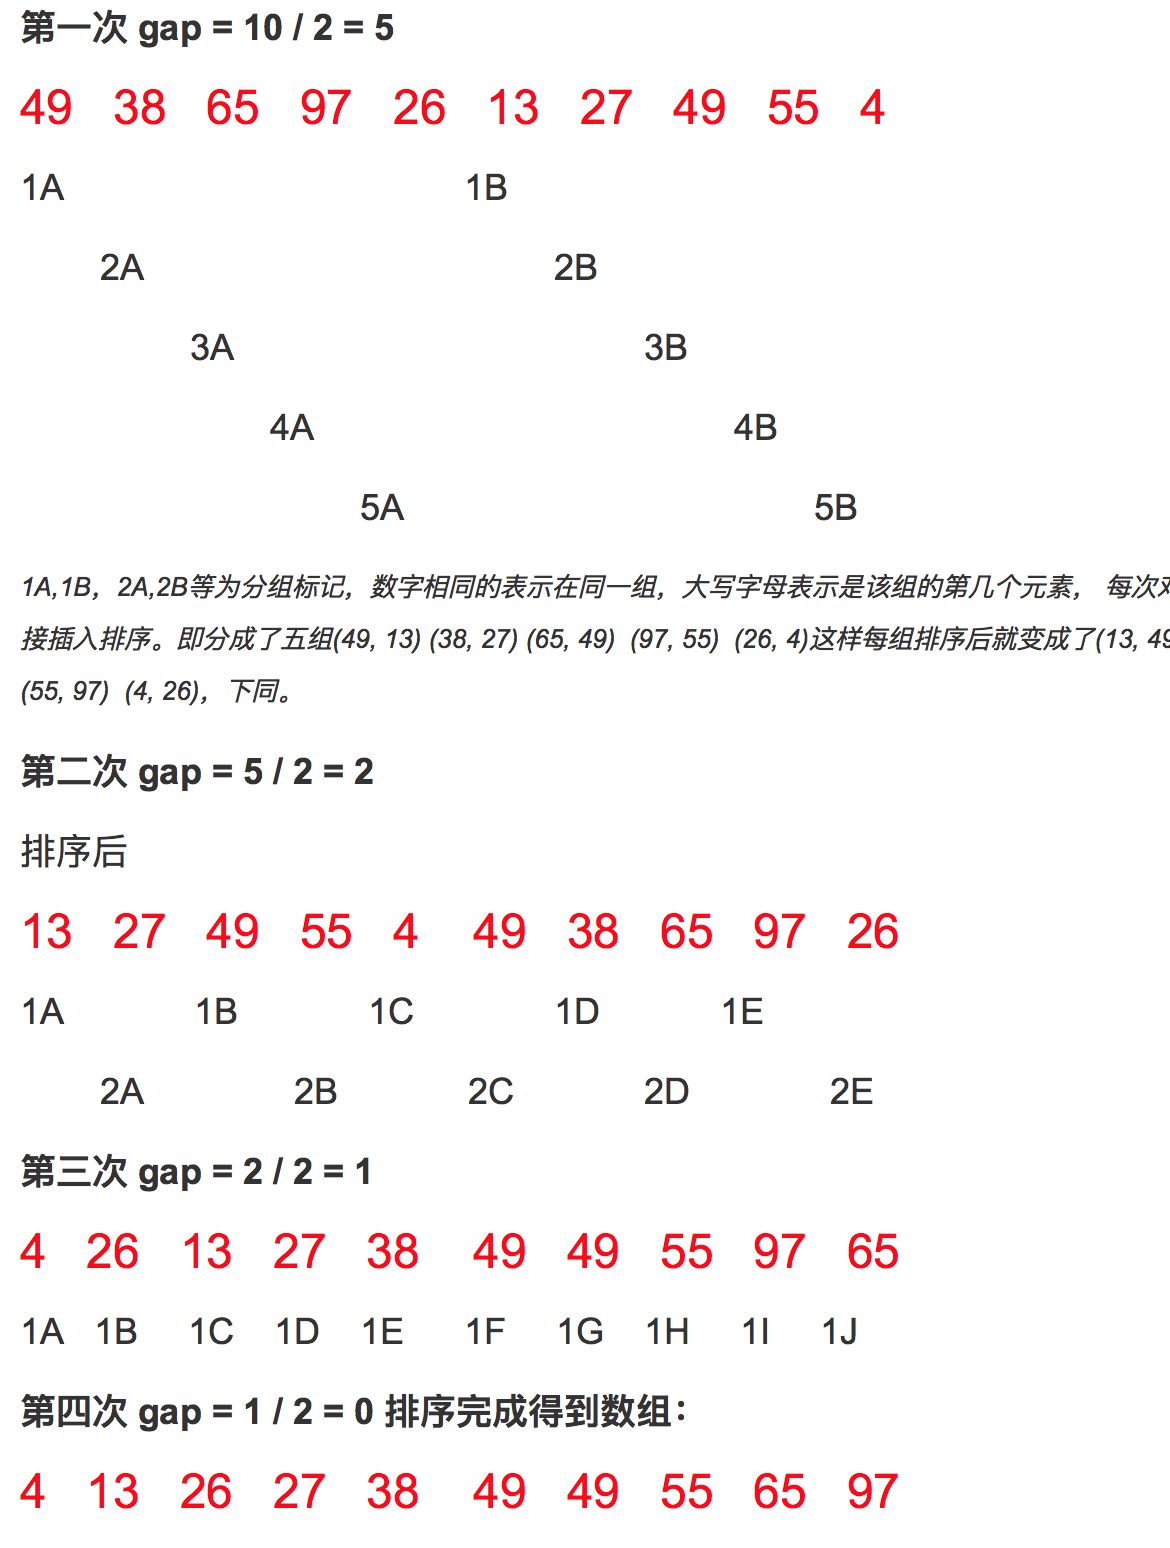 第一次 gap = 10 / 2 = 5
49 38 65 97 26 13 27 49 55 4
1A 1B
2A 2B
3A 3B
4A 4B
5A 5B
1A,1B，2A,2B等为分组标记，数字相同的表示在同一组，大写字母表示是该组的第几个元素， 每次
接插入排序。即分成了五组(49, 13) (38, 27) (65, 49) (97, 55) (26, 4)这样每组排序后就变成了(13, 49
(55, 97) (4, 26)，下同。
第二次 gap = 5 / 2 = 2
排序后
13 27 49 55 4 49 38 65 97 26
1A 1B 1C 1D 1E
2A 2B 2C 2D 2E
第三次 gap = 2 / 2 = 1
4 26 13 27 38 49 49 55 97 65
1A 1B 1C 1D 1E 1F 1G 1H 1I 1J
第四次 gap = 1 / 2 = 0 排序完成得到数组：
4 13 26 27 38 49 49 55 65 97